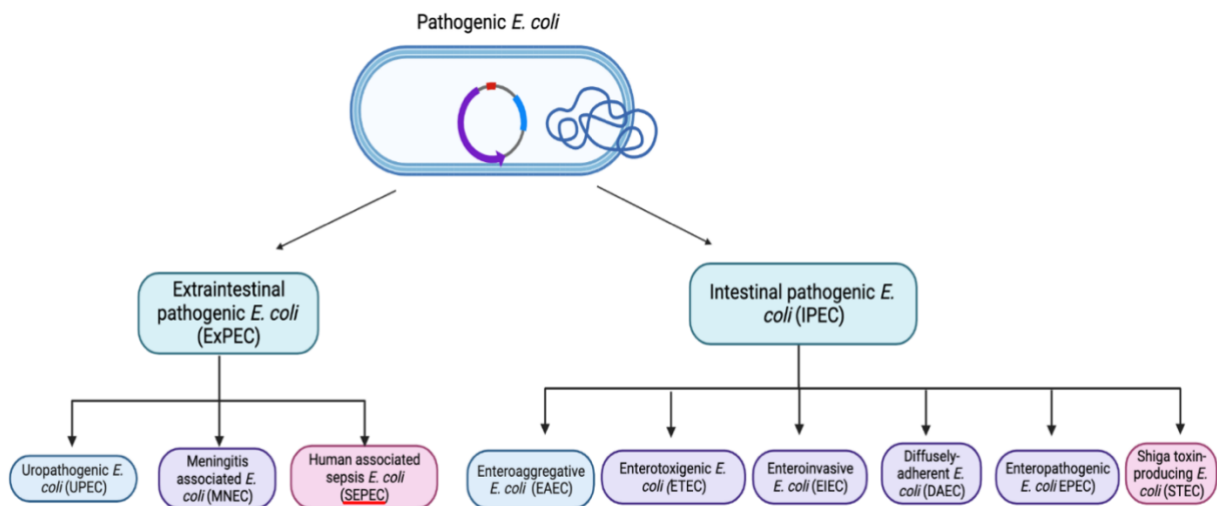 Pathogenic E. coli
Extraintestinal
pathogenic E. coli
(ExPEC)
Intestinal pathogenic E.
coli (IPEC)
Uropathogenic E.
coli (UPEC)
Meningitis
associated E.
coli (MNEC)
Human associated
sepsis E. coli
(SEPEC)
Enteroaggregative
E. coli (EAEC)
Enterotoxigenic E.
coli (ETEC)
Enteroinvasive
E. coli (EIEC)
Diffusely-
adherent E.
coli (DAEC)
Enteropathogenic
E. coli EPEC)
Shiga toxin-
producing E.
coli (STEC)